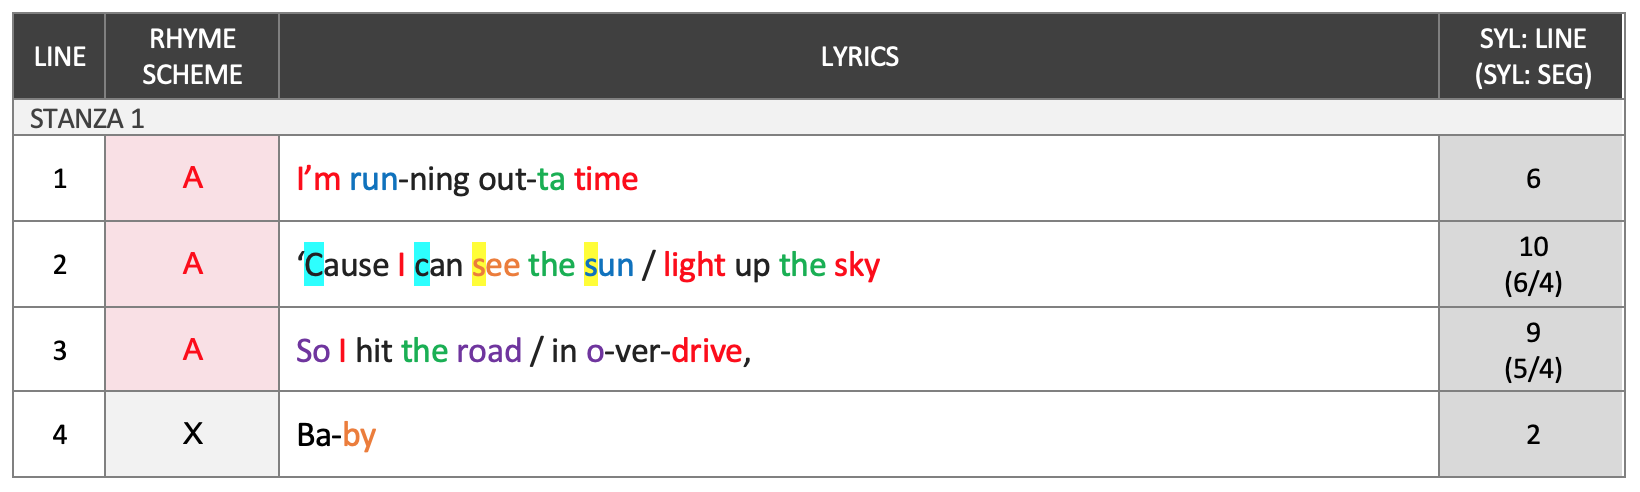 LINE RHYME SCHEME LYRICS SYL: LINE (SYL: SEG)
STANZA 1
1 A I’m run-ning out-ta time 6
2 A ‘Cause I can see the sun / light up the sky 10 (6/4)
3 A So I hit the road / in o-ver-drive, 9 (5/4)
4 X Ba-by 2